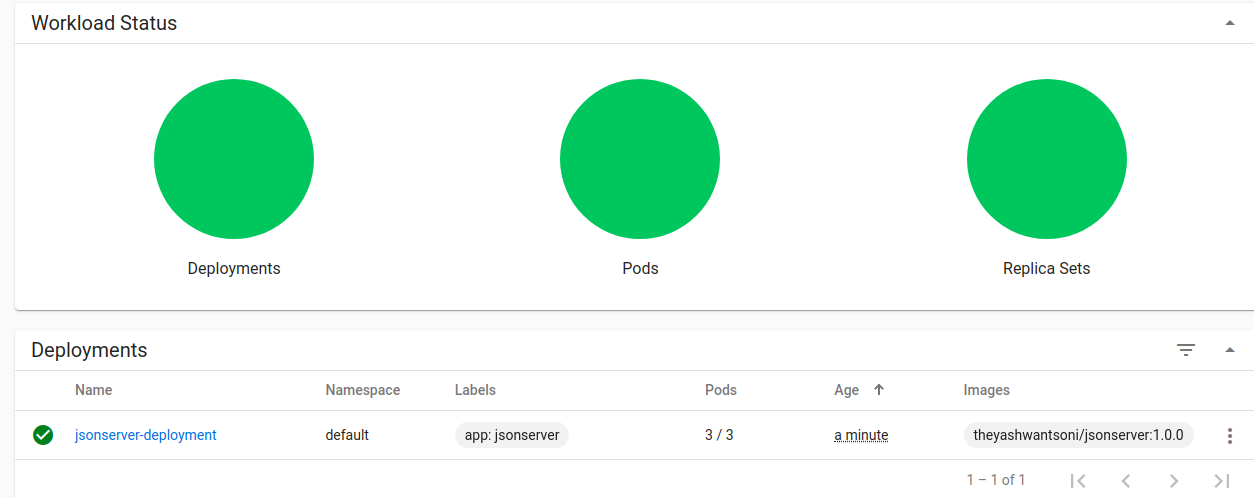 Workload Status
Deployments Pods Replica Sets
Deployments
Name Namespace Labels Pods Age Images
jsonserver-deployment default app: jsonserver 3 / 3 a minute theyashwantsoni/jsonserver:1.0.0
1 – 1 of 1